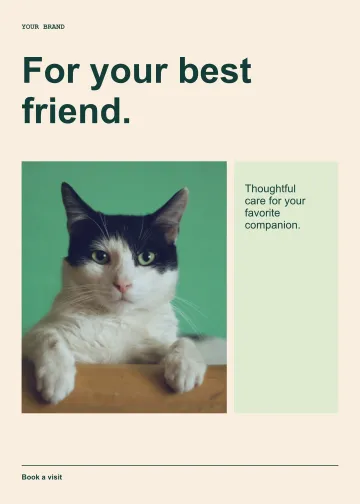 YOUR BRAND
For your best
friend.
Thoughtful
care for your
favorite
companion.
Book a visit